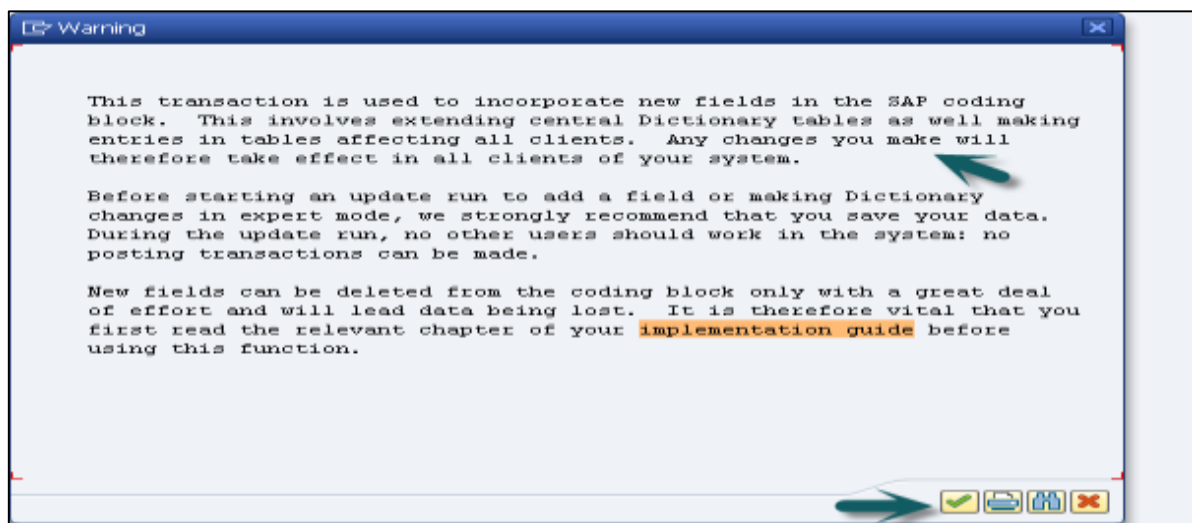 Warning
This transaction is used to incorporate new fields in the SAP coding
block. This involves extending central Dictionary tables as well making
entries in tables affecting all clients. Any changes you make will
therefore take effect in all clients of your system.
Before starting an update run to add a field or making Dictionary
changes in expert mode, we strongly recommend that you save your data.
During the update run, no other users should work in the system: no
posting transactions can be made.
New fields can be deleted from the coding block only with a great deal
of effort and will lead data being lost. It is therefore vital that you
first read the relevant chapter of your implementation guide before
using this function.